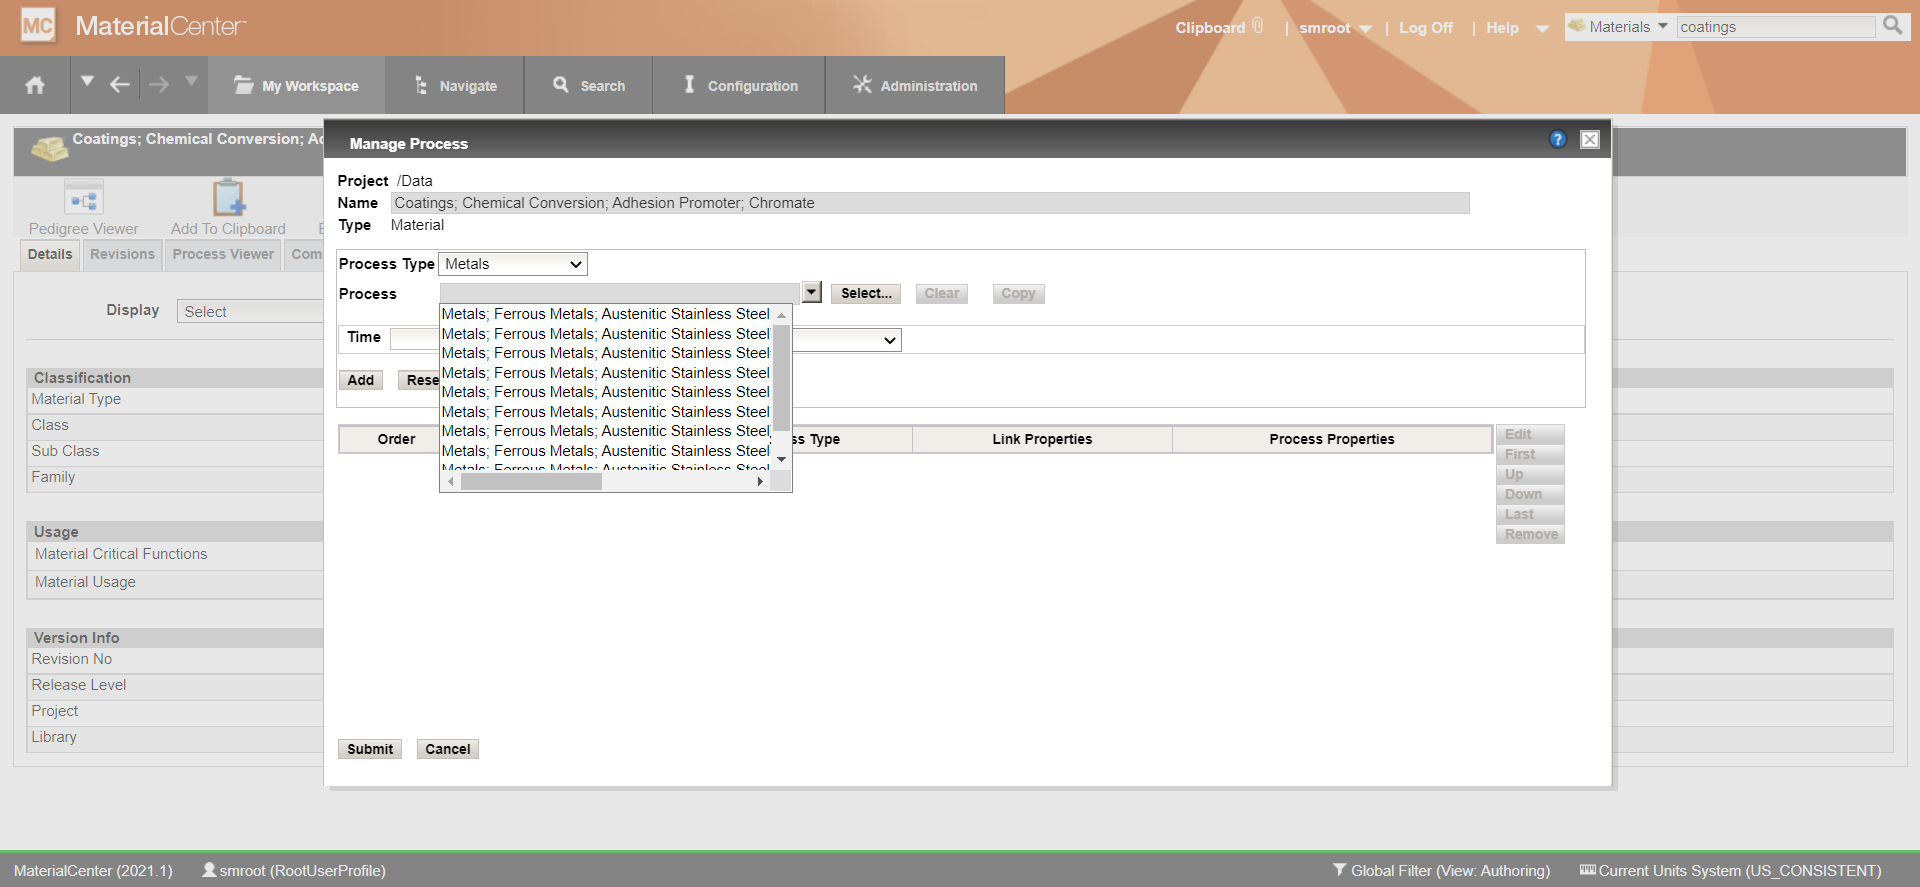 MC MaterialCenter
Clipboard | smroot | Log Off | Help Materials coatings
My Workspace Navigate Search Configuration Administration
Coatings; Chemical Conversion; Ad
Manage Process ?
Project /Data
Name Coatings; Chemical Conversion; Adhesion Promoter; Chromate
Type Material
Pedigree Viewer Add To Clipboard
Details Revisions Process Viewer Com
Process Type Metals
Process Select... Clear Copy
Display Select
Metals; Ferrous Metals; Austenitic Stainless Steel
Metals; Ferrous Metals; Austenitic Stainless Steel
Metals; Ferrous Metals; Austenitic Stainless Steel
Metals; Ferrous Metals; Austenitic Stainless Steel
Metals; Ferrous Metals; Austenitic Stainless Steel
Metals; Ferrous Metals; Austenitic Stainless Steel
Metals; Ferrous Metals; Austenitic Stainless Steel
Metals; Ferrous Metals; Austenitic Stainless Steel
Metals; Ferrous Metals; Austenitic Stainless Steel
Time
Add Rese
Order s Type Link Properties Process Properties
Edit
First
Up
Down
Last
Remove
Classification
Material Type
Class
Sub Class
Family
Usage
Material Critical Functions
Material Usage
Version Info
Revision No
Release Level
Project
Library
Submit Cancel
MaterialCenter (2021.1) smroot (RootUserProfile) Global Filter (View: Authoring) Current Units System (US_CONSISTENT)